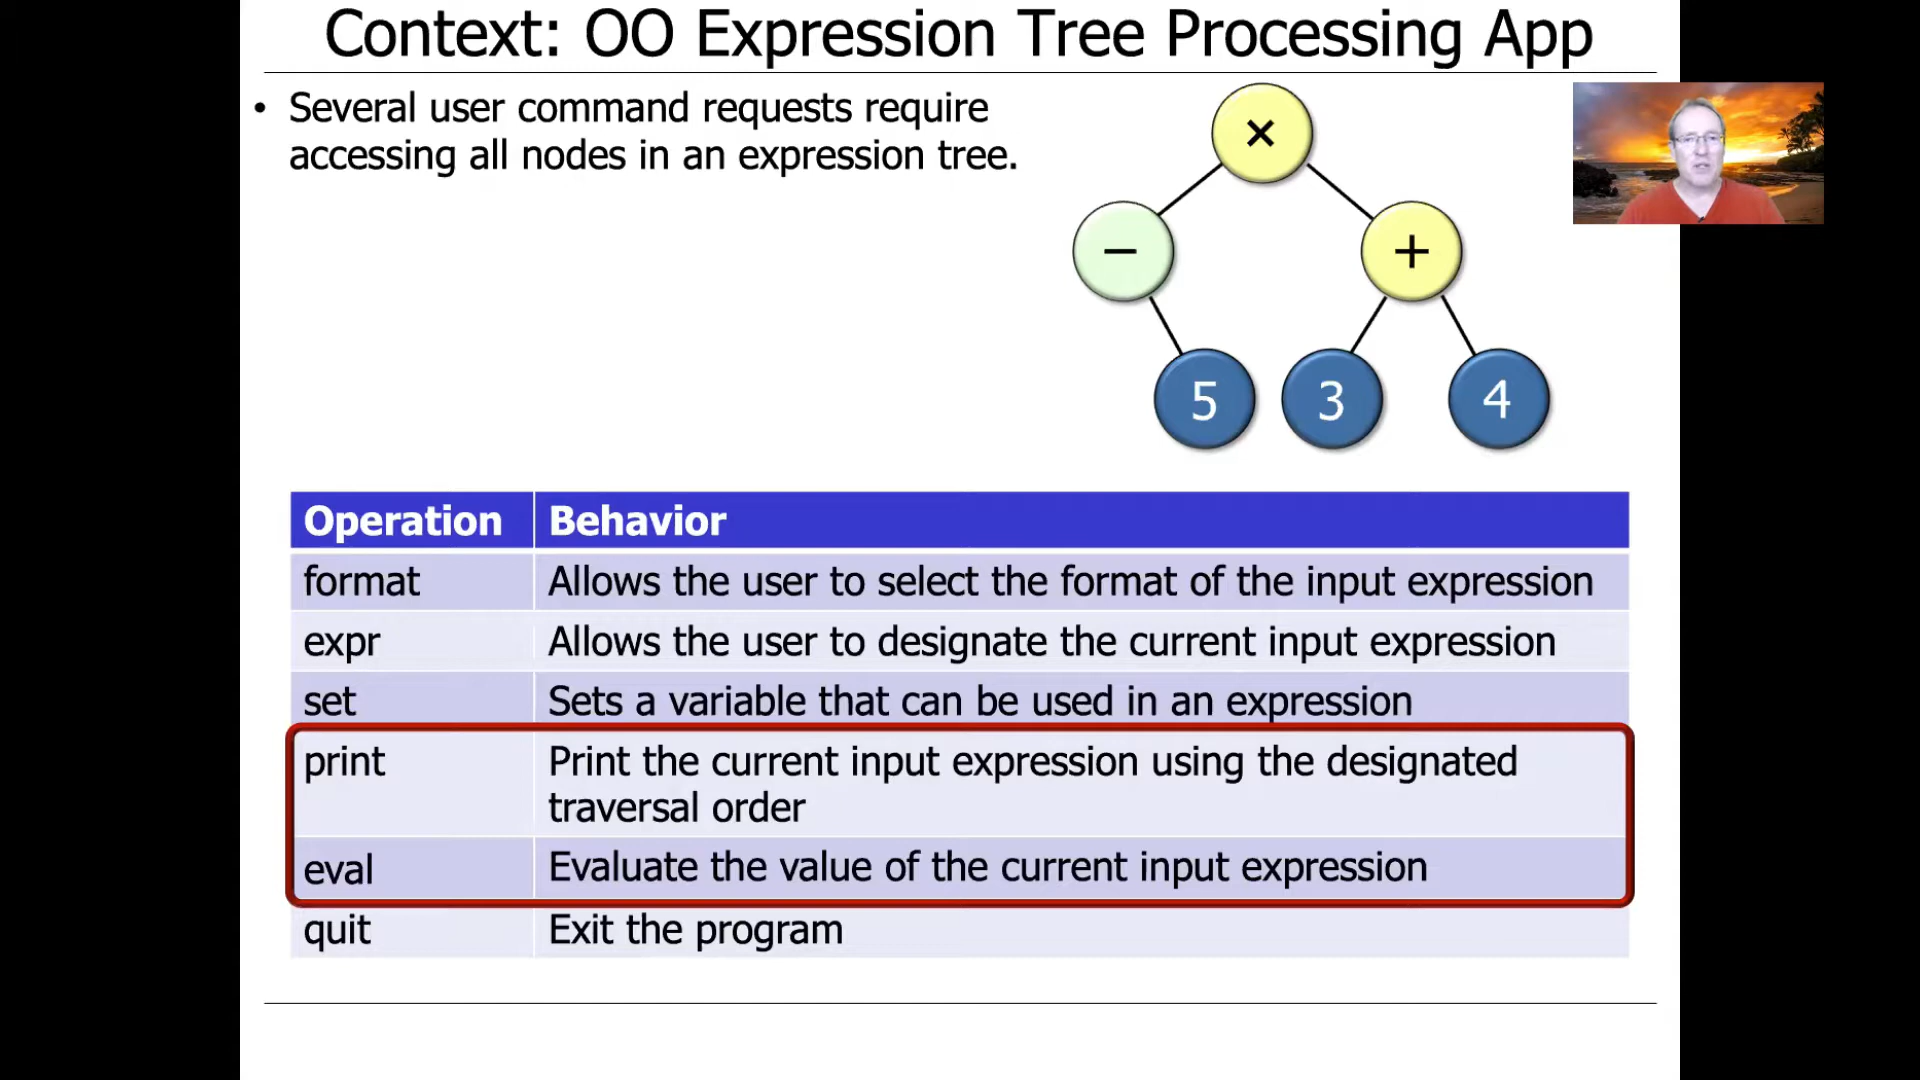 Context: OO Expression Tree Processing App
• Several user command requests require
accessing all nodes in an expression tree.
×
− +
5 3 4
Operation Behavior
format Allows the user to select the format of the input expression
expr Allows the user to designate the current input expression
set Sets a variable that can be used in an expression
print Print the current input expression using the designated
traversal order
eval Evaluate the value of the current input expression
quit Exit the program